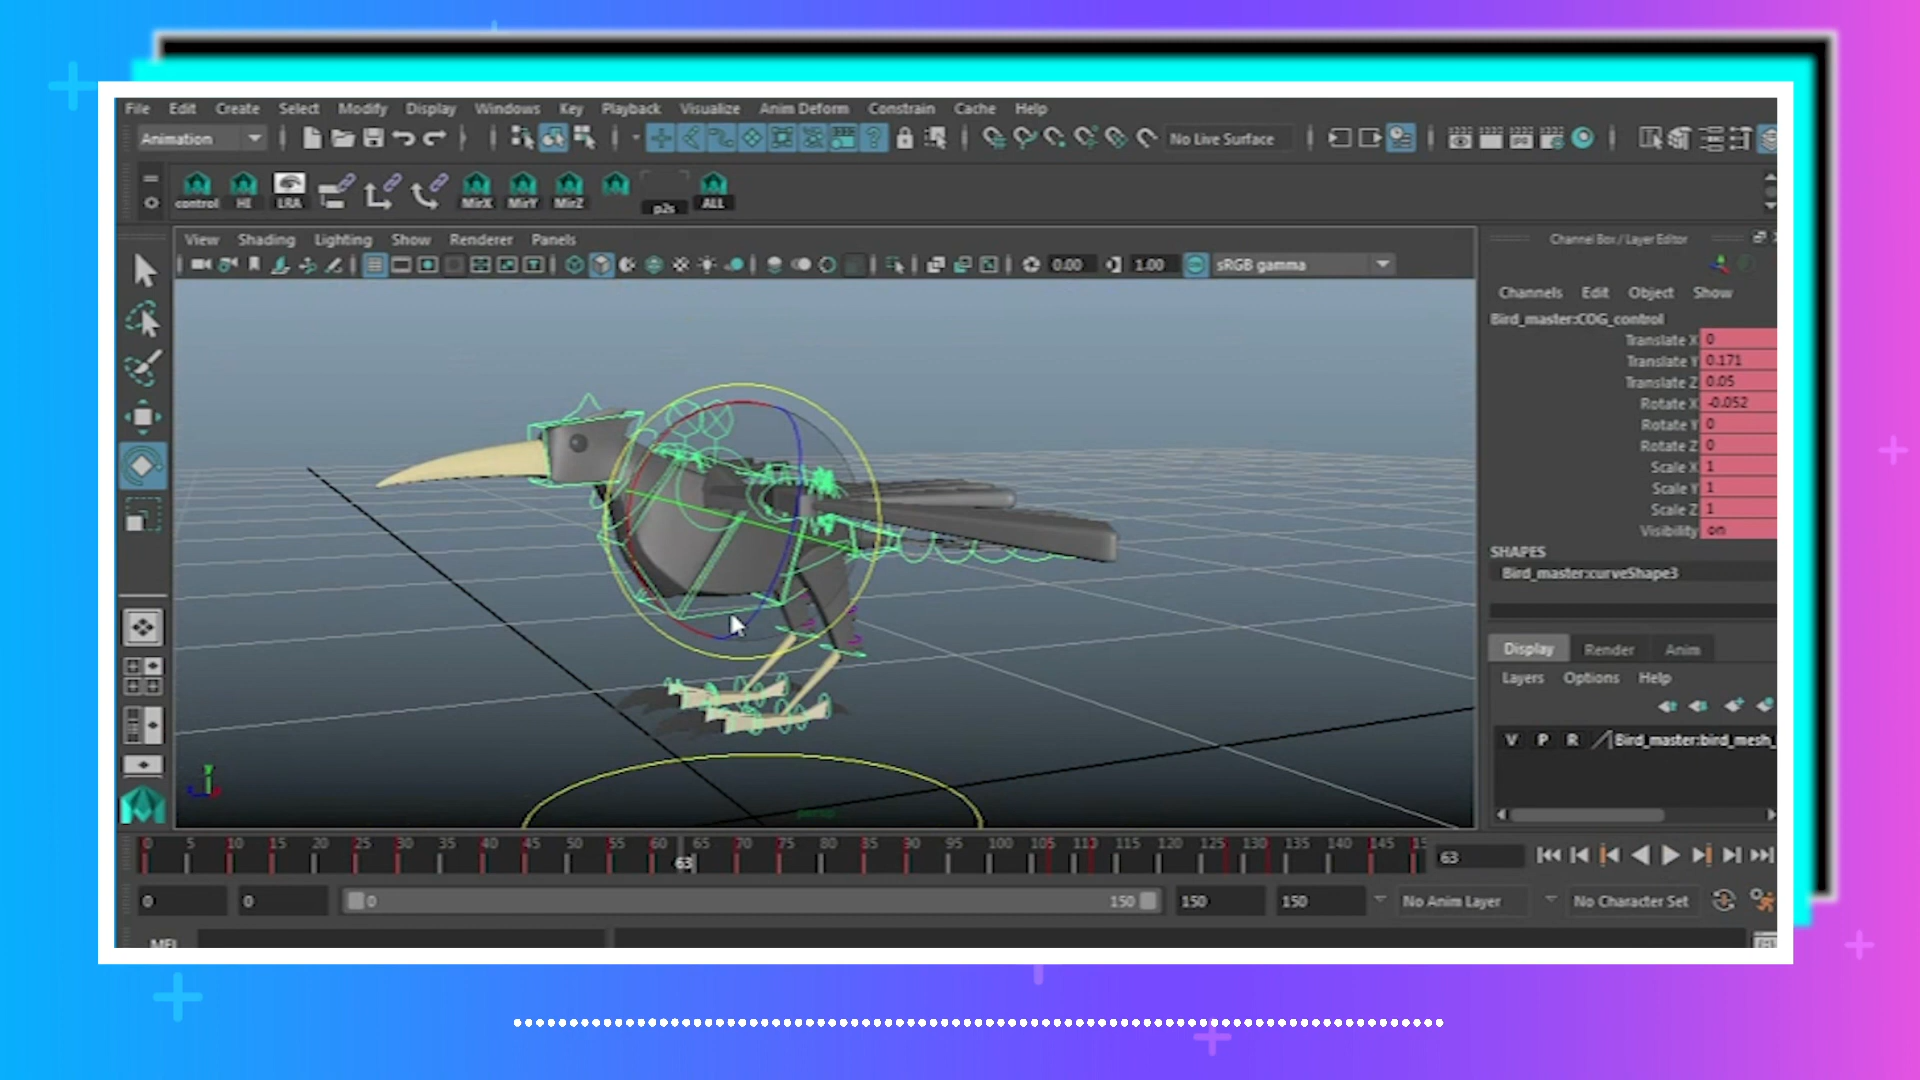 File Edit Create Select Modify Display Windows Key Playback Visualize Anim Deform Constrain Cache Help
Animation No Live Surface
control HI LRA MirX MirY MirZ p2s ALL
View Shading Lighting Show Renderer Panels
0.00 1.00 sRGB gamma
Channel Box / Layer Editor
Channels Edit Object Show
Bird_master:COG_control
Translate X 0
Translate Y 0.171
Translate Z 0.05
Rotate X -0.052
Rotate Y 0
Rotate Z 0
Scale X 1
Scale Y 1
Scale Z 1
Visibility on
SHAPES
Bird_master:curveShape3
Display Render Anim
Layers Options Help
V P R Bird_master:bird_mesh_
y
persp
0 5 10 15 20 25 30 35 40 45 50 55 60 65 70 75 80 85 90 95 100 105 110 115 120 125 130 135 140 145 15
63 63
0 0 0 150 150 150 No Anim Layer No Character Set
MEL